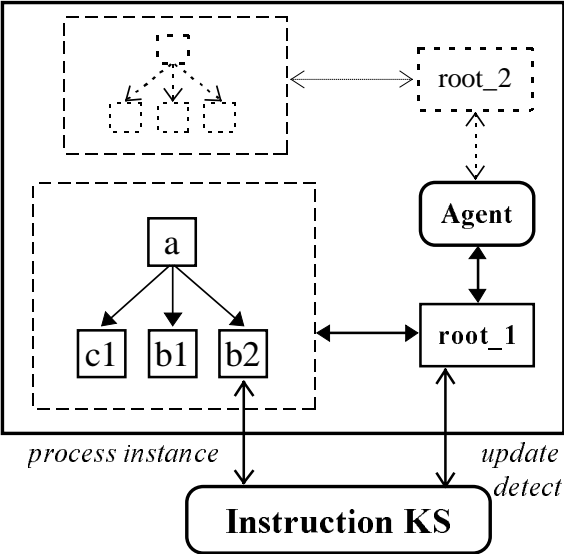 root_2
Agent
a
c1 b1 b2
root_1
process instance
update
detect
Instruction KS